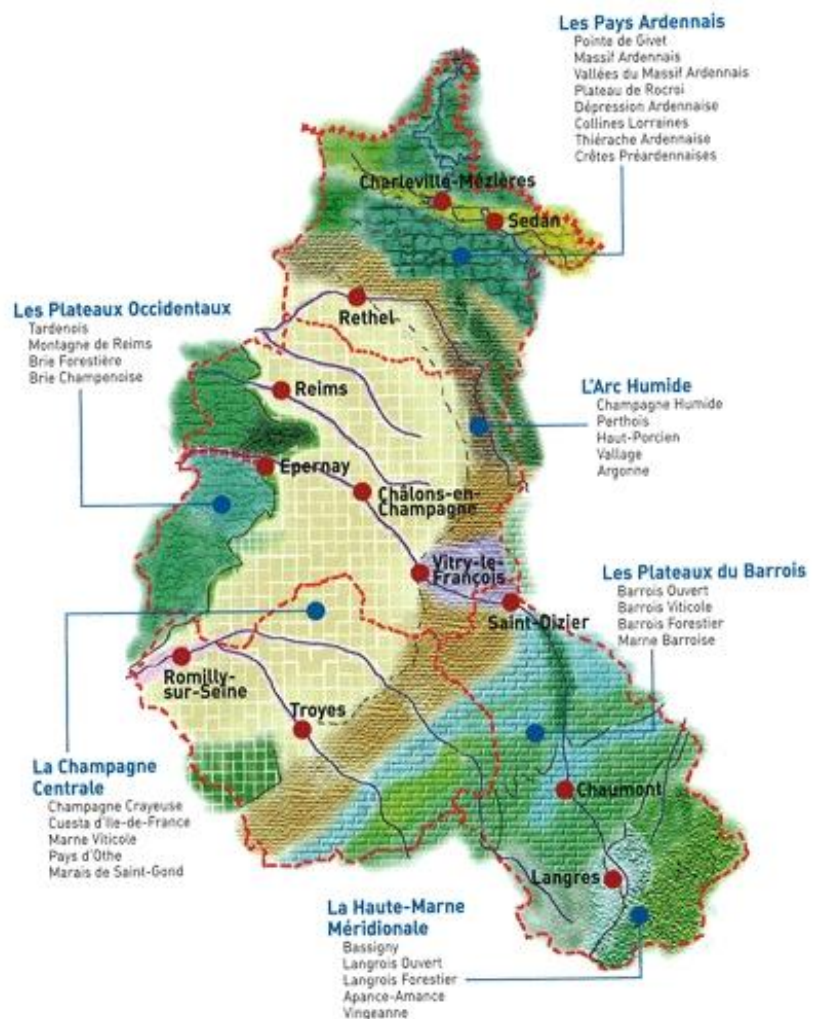 Les Pays Ardennais
Pointe de Givet
Massif Ardennais
Vallées du Massif Ardennais
Plateau de Rocroi
Dépression Ardennaise
Collines Lorraines
Thiérache Ardennaise
Crêtes Préardennaises
Charleville-Mézières
Sedan
Rethel
Les Plateaux Occidentaux
Tardenois
Montagne de Reims
Brie Forestière
Brie Champenoise
Reims
L'Arc Humide
Champagne Humide
Perthois
Haut-Porcien
Vallage
Argonne
Epernay
Châlons-en-
Champagne
Vitry-le-
François
Saint-Dizier
Les Plateaux du Barrois
Barrois Ouvert
Barrois Viticole
Barrois Forestier
Marne Barroise
Romilly-
sur-Seine
Troyes
La Champagne
Centrale
Champagne Crayeuse
Cuesta d'Ile-de-France
Marne Viticole
Pays d'Othe
Marais de Saint-Gond
Chaumont
Langres
La Haute-Marne
Méridionale
Bassigny
Langrois Ouvert
Langrois Forestier
Apance-Amance
Vingeanne